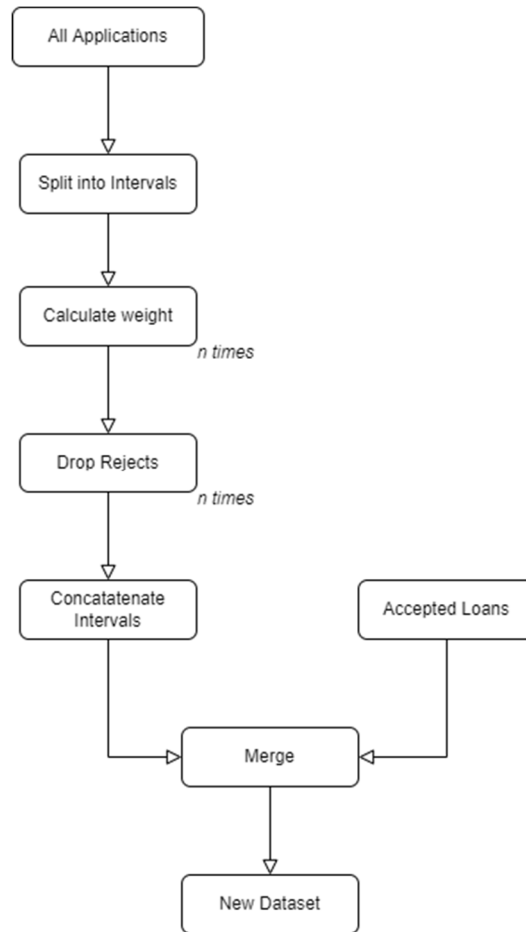 All Applications
Split into Intervals
Calculate weight
n times
Drop Rejects
n times
Concatatenate
Intervals
Accepted Loans
Merge
New Dataset